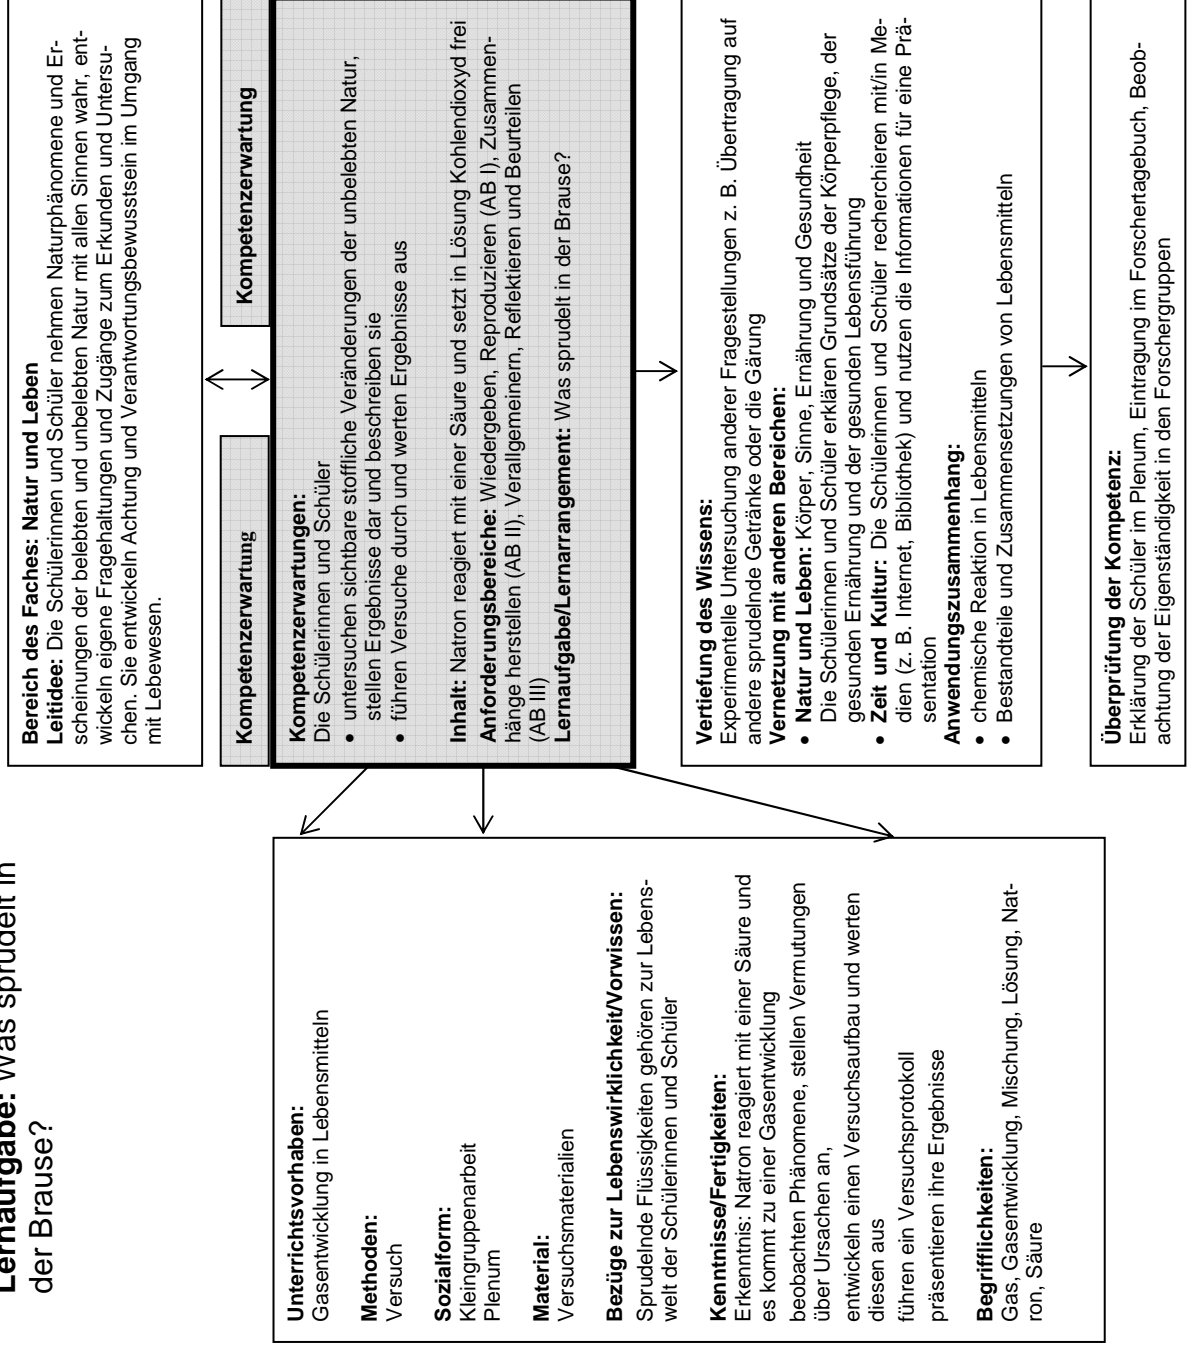 Lernaufgabe: Was sprudelt in
der Brause?
Bereich des Faches: Natur und Leben
Leitidee: Die Schülerinnen und Schüler nehmen Naturphänomene und Er-
scheinungen der belebten und unbelebten Natur mit allen Sinnen wahr, ent-
wickeln eigene Fragehaltungen und Zugänge zum Erkunden und Untersu-
chen. Sie entwickeln Achtung und Verantwortungsbewusstsein im Umgang
mit Lebewesen.
Kompetenzerwartung
Kompetenzerwartung
Kompetenzerwartungen:
Die Schülerinnen und Schüler
• untersuchen sichtbare stoffliche Veränderungen der unbelebten Natur,
stellen Ergebnisse dar und beschreiben sie
• führen Versuche durch und werten Ergebnisse aus
Inhalt: Natron reagiert mit einer Säure und setzt in Lösung Kohlendioxyd frei
Anforderungsbereiche: Wiedergeben, Reproduzieren (AB I), Zusammen-
hänge herstellen (AB II), Verallgemeinern, Reflektieren und Beurteilen
(AB III)
Lernaufgabe/Lernarrangement: Was sprudelt in der Brause?
Unterrichtsvorhaben:
Gasentwicklung in Lebensmitteln
Methoden:
Versuch
Sozialform:
Kleingruppenarbeit
Plenum
Material:
Versuchsmaterialien
Bezüge zur Lebenswirklichkeit/Vorwissen:
Sprudelnde Flüssigkeiten gehören zur Lebens-
welt der Schülerinnen und Schüler
Kenntnisse/Fertigkeiten:
Erkenntnis: Natron reagiert mit einer Säure und
es kommt zu einer Gasentwicklung
beobachten Phänomene, stellen Vermutungen
über Ursachen an,
entwickeln einen Versuchsaufbau und werten
diesen aus
führen ein Versuchsprotokoll
präsentieren ihre Ergebnisse
Begrifflichkeiten:
Gas, Gasentwicklung, Mischung, Lösung, Nat-
ron, Säure
Vertiefung des Wissens:
Experimentelle Untersuchung anderer Fragestellungen z. B. Übertragung auf
andere sprudelnde Getränke oder die Gärung
Vernetzung mit anderen Bereichen:
• Natur und Leben: Körper, Sinne, Ernährung und Gesundheit
Die Schülerinnen und Schüler erklären Grundsätze der Körperpflege, der
gesunden Ernährung und der gesunden Lebensführung
• Zeit und Kultur: Die Schülerinnen und Schüler recherchieren mit/in Me-
dien (z. B. Internet, Bibliothek) und nutzen die Informationen für eine Prä-
sentation
Anwendungszusammenhang:
• chemische Reaktion in Lebensmitteln
• Bestandteile und Zusammensetzungen von Lebensmitteln
Überprüfung der Kompetenz:
Erklärung der Schüler im Plenum, Eintragung im Forschertagebuch, Beob-
achtung der Eigenständigkeit in den Forschergruppen